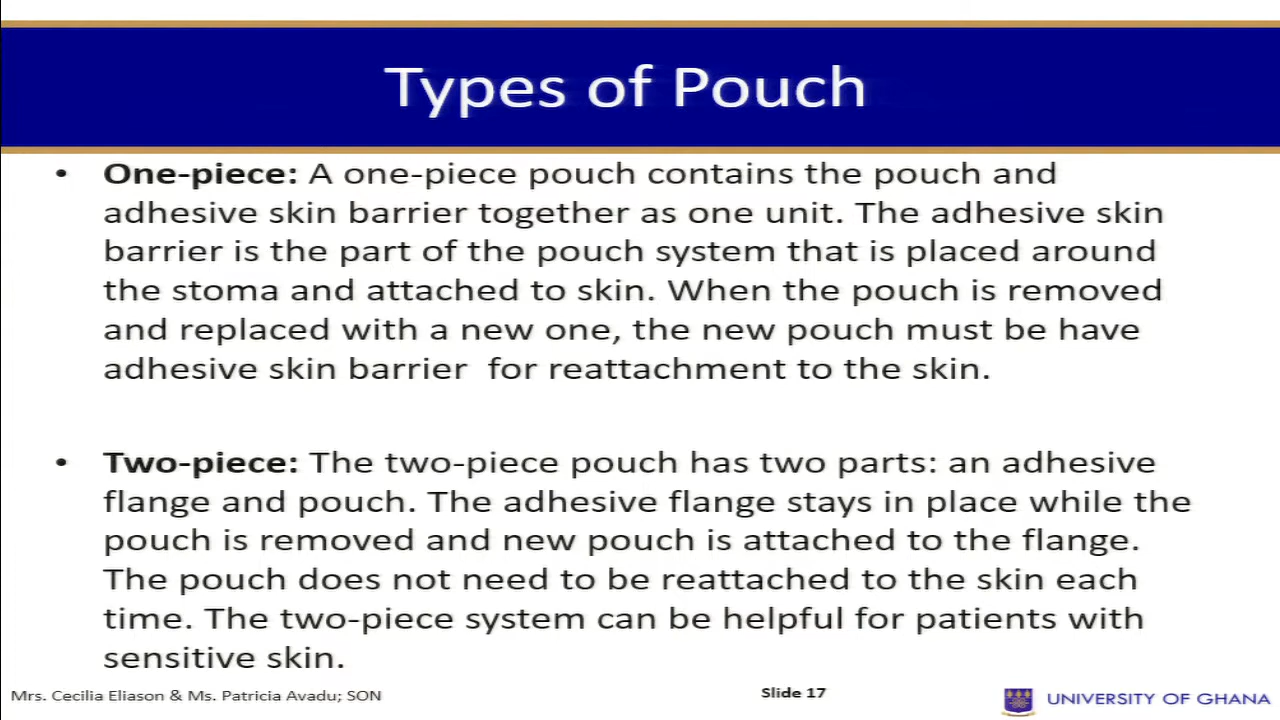 Types of Pouch
• One-piece: A one-piece pouch contains the pouch and
adhesive skin barrier together as one unit. The adhesive skin
barrier is the part of the pouch system that is placed around
the stoma and attached to skin. When the pouch is removed
and replaced with a new one, the new pouch must be have
adhesive skin barrier  for reattachment to the skin.
• Two-piece: The two-piece pouch has two parts: an adhesive
flange and pouch. The adhesive flange stays in place while the
pouch is removed and new pouch is attached to the flange.
The pouch does not need to be reattached to the skin each
time. The two-piece system can be helpful for patients with
sensitive skin.
Mrs. Cecilia Eliason & Ms. Patricia Avadu; SON
Slide 17
UNIVERSITY OF GHANA